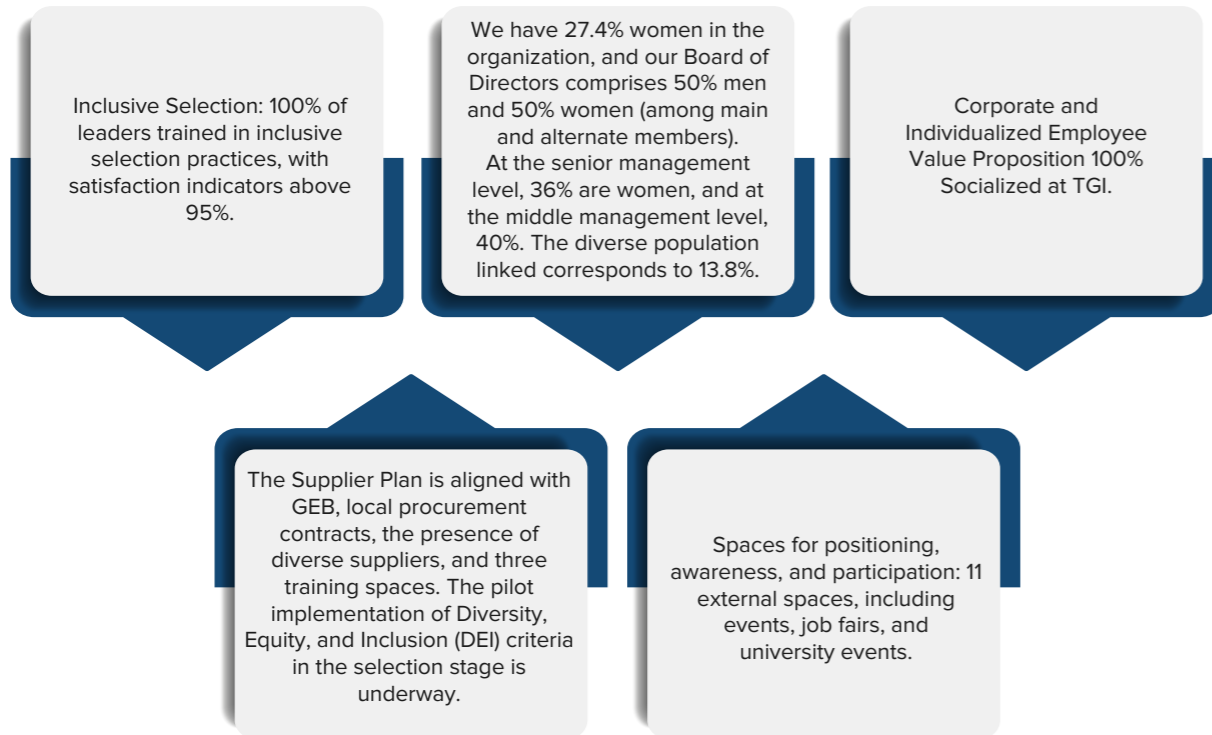 Inclusive Selection: 100% of
leaders trained in inclusive
selection practices, with
satisfaction indicators above
95%.
We have 27.4% women in the
organization, and our Board of
Directors comprises 50% men
and 50% women (among main
and alternate members).
At the senior management
level, 36% are women, and at
the middle management level,
40%. The diverse population
linked corresponds to 13.8%.
Corporate and
Individualized Employee
Value Proposition 100%
Socialized at TGI.
The Supplier Plan is aligned with
GEB, local procurement
contracts, the presence of
diverse suppliers, and three
training spaces. The pilot
implementation of Diversity,
Equity, and Inclusion (DEI) criteria
in the selection stage is
underway.
Spaces for positioning,
awareness, and participation: 11
external spaces, including
events, job fairs, and
university events.